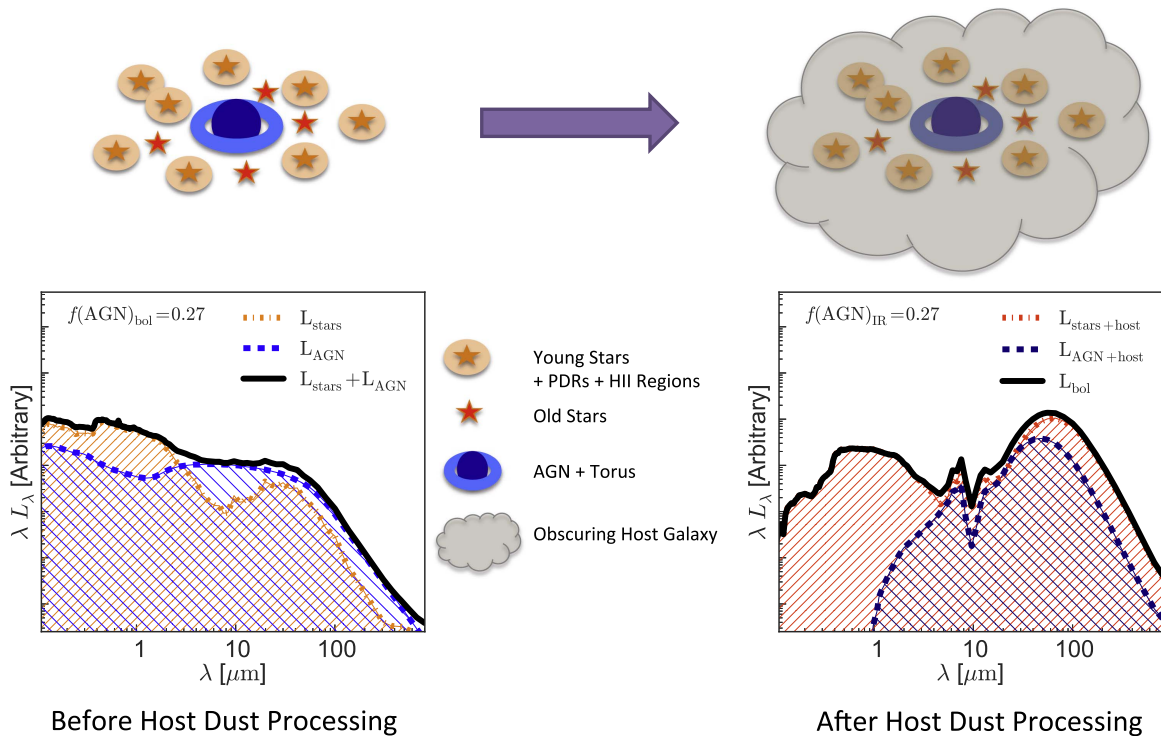 f(AGN)bol=0.27
Lstars
LAGN
Lstars+LAGN
λ Lλ [Arbitrary]
1 10 100
λ [μm]
Before Host Dust Processing
Young Stars
+ PDRs + HII Regions
Old Stars
AGN + Torus
Obscuring Host Galaxy
f(AGN)IR=0.27
Lstars+host
LAGN+host
Lbol
λ Lλ [Arbitrary]
1 10 100
λ [μm]
After Host Dust Processing